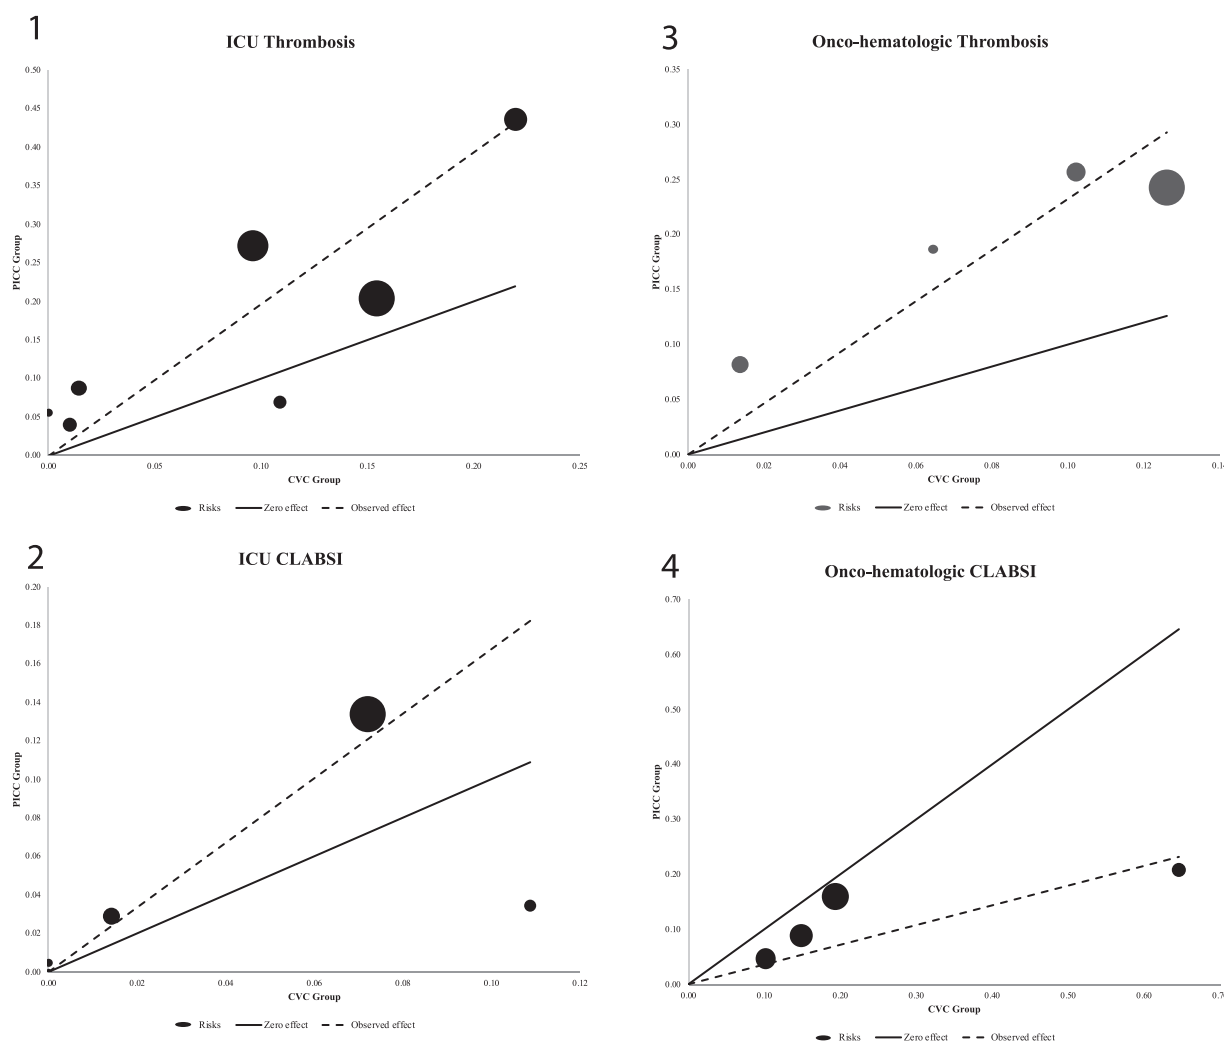 1
ICU Thrombosis
0.50
0.45
0.40
0.35
0.30
0.25
0.20
0.15
0.10
0.05
0.00
PICC Group
0.00 0.05 0.10 0.15 0.20 0.25
CVC Group
Risks Zero effect Observed effect
2
ICU CLABSI
0.20
0.18
0.16
0.14
0.12
0.10
0.08
0.06
0.04
0.02
0.00
PICC Group
0.00 0.02 0.04 0.06 0.08 0.10 0.12
CVC Group
Risks Zero effect Observed effect
3
Onco-hematologic Thrombosis
0.35
0.30
0.25
0.20
0.15
0.10
0.05
0.00
PICC Group
0.00 0.02 0.04 0.06 0.08 0.10 0.12 0.14
CVC Group
Risks Zero effect Observed effect
4
Onco-hematologic CLABSI
0.70
0.60
0.50
0.40
0.30
0.20
0.10
0.00
PICC Group
0.00 0.10 0.20 0.30 0.40 0.50 0.60 0.70
CVC Group
Risks Zero effect Observed effect